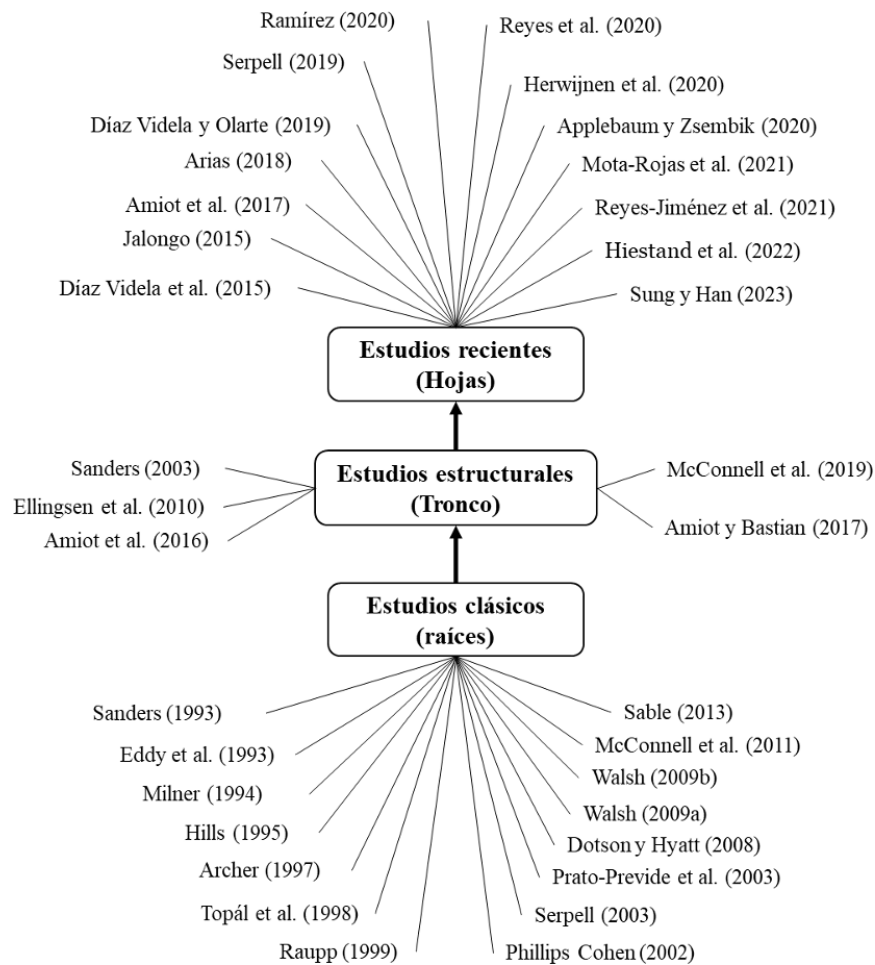 Ramírez (2020)
Reyes et al. (2020)
Serpell (2019)
Herwijnen et al. (2020)
Díaz Videla y Olarte (2019)
Applebaum y Zsembik (2020)
Arias (2018)
Mota-Rojas et al. (2021)
Amiot et al. (2017)
Reyes-Jiménez et al. (2021)
Jalongo (2015)
Hiestand et al. (2022)
Díaz Videla et al. (2015)
Sung y Han (2023)
Estudios recientes
(Hojas)
Sanders (2003)
Ellingsen et al. (2010)
Amiot et al. (2016)
Estudios estructurales
(Tronco)
McConnell et al. (2019)
Amiot y Bastian (2017)
Estudios clásicos
(raíces)
Sanders (1993)
Sable (2013)
Eddy et al. (1993)
McConnell et al. (2011)
Walsh (2009b)
Milner (1994)
Walsh (2009a)
Hills (1995)
Dotson y Hyatt (2008)
Archer (1997)
Prato-Previde et al. (2003)
Topál et al. (1998)
Serpell (2003)
Raupp (1999)
Phillips Cohen (2002)